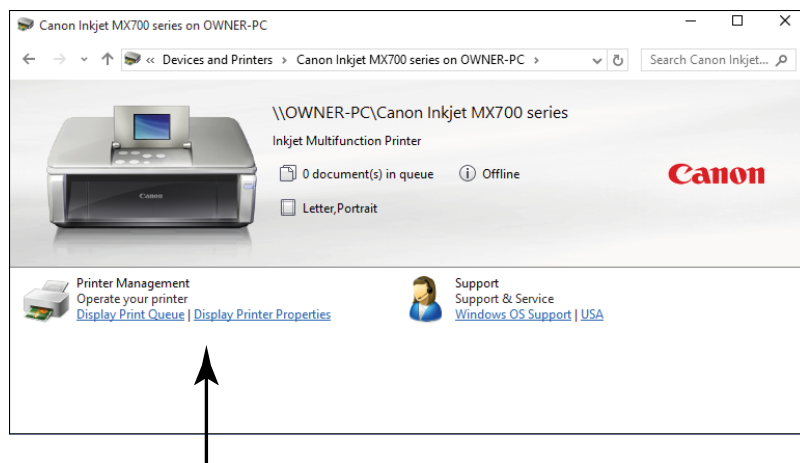 Canon Inkjet MX700 series on OWNER-PC
« Devices and Printers › Canon Inkjet MX700 series on OWNER-PC ›
Search Canon Inkjet...
\\OWNER-PC\Canon Inkjet MX700 series
Inkjet Multifunction Printer
0 document(s) in queue
i Offline
Letter,Portrait
Canon
Canon
Printer Management
Operate your printer
Display Print Queue | Display Printer Properties
Support
Support & Service
Windows OS Support | USA